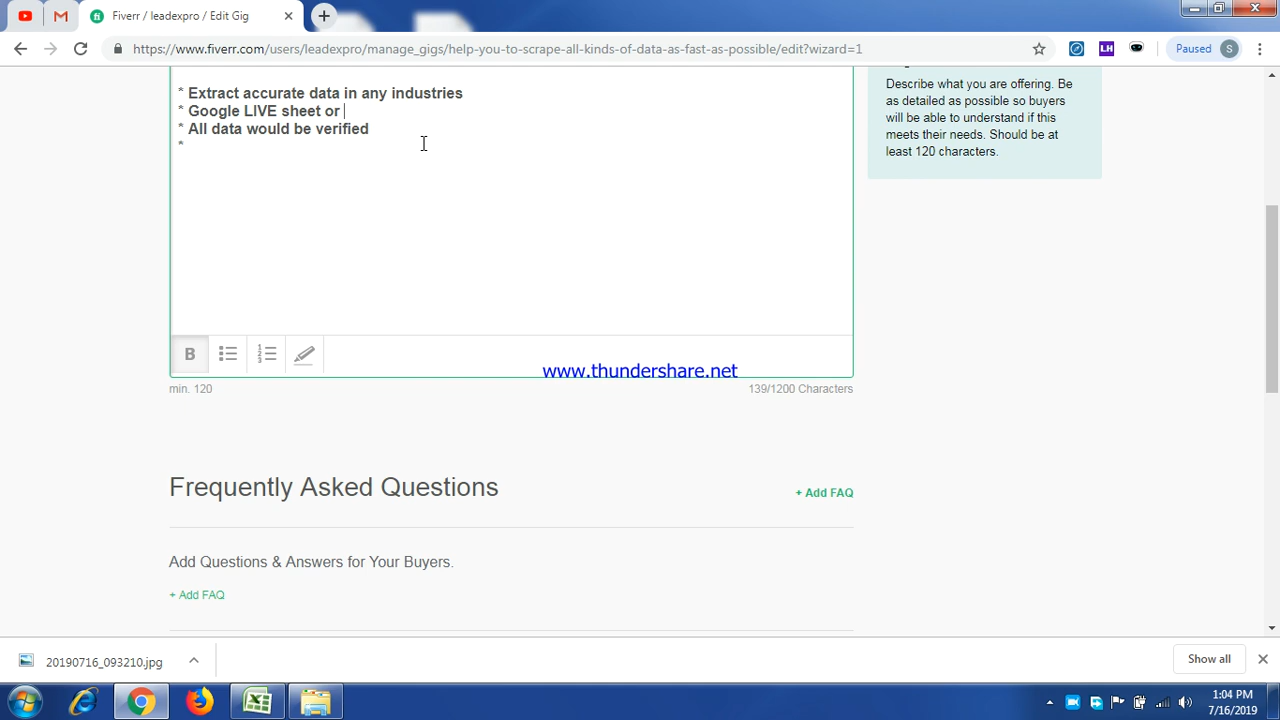 Fiverr / leadexpro / Edit Gig
https://www.fiverr.com/users/leadexpro/manage_gigs/help-you-to-scrape-all-kinds-of-data-as-fast-as-possible/edit?wizard=1
LH
Paused
S
* Extract accurate data in any industries
* Google LIVE sheet or
* All data would be verified
*
Describe what you are offering. Be
as detailed as possible so buyers
will be able to understand if this
meets their needs. Should be at
least 120 characters.
B
www.thundershare.net
min. 120
139/1200 Characters
Frequently Asked Questions
+ Add FAQ
Add Questions & Answers for Your Buyers.
+ Add FAQ
20190716_093210.jpg
Show all
1:04 PM
7/16/2019